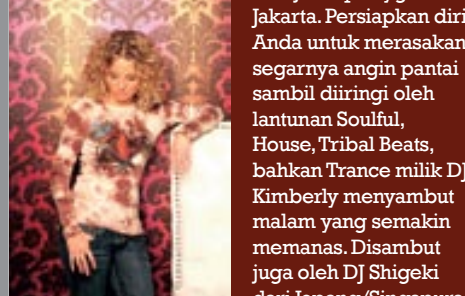 Jakarta. Persiapkan diri
Anda untuk merasakan
segarnya angin pantai
sambil diiringi oleh
lantunan Soulful,
House, Tribal Beats,
bahkan Trance milik DJ
Kimberly menyambut
malam yang semakin
memanas. Disambut
juga oleh DJ Shigeki